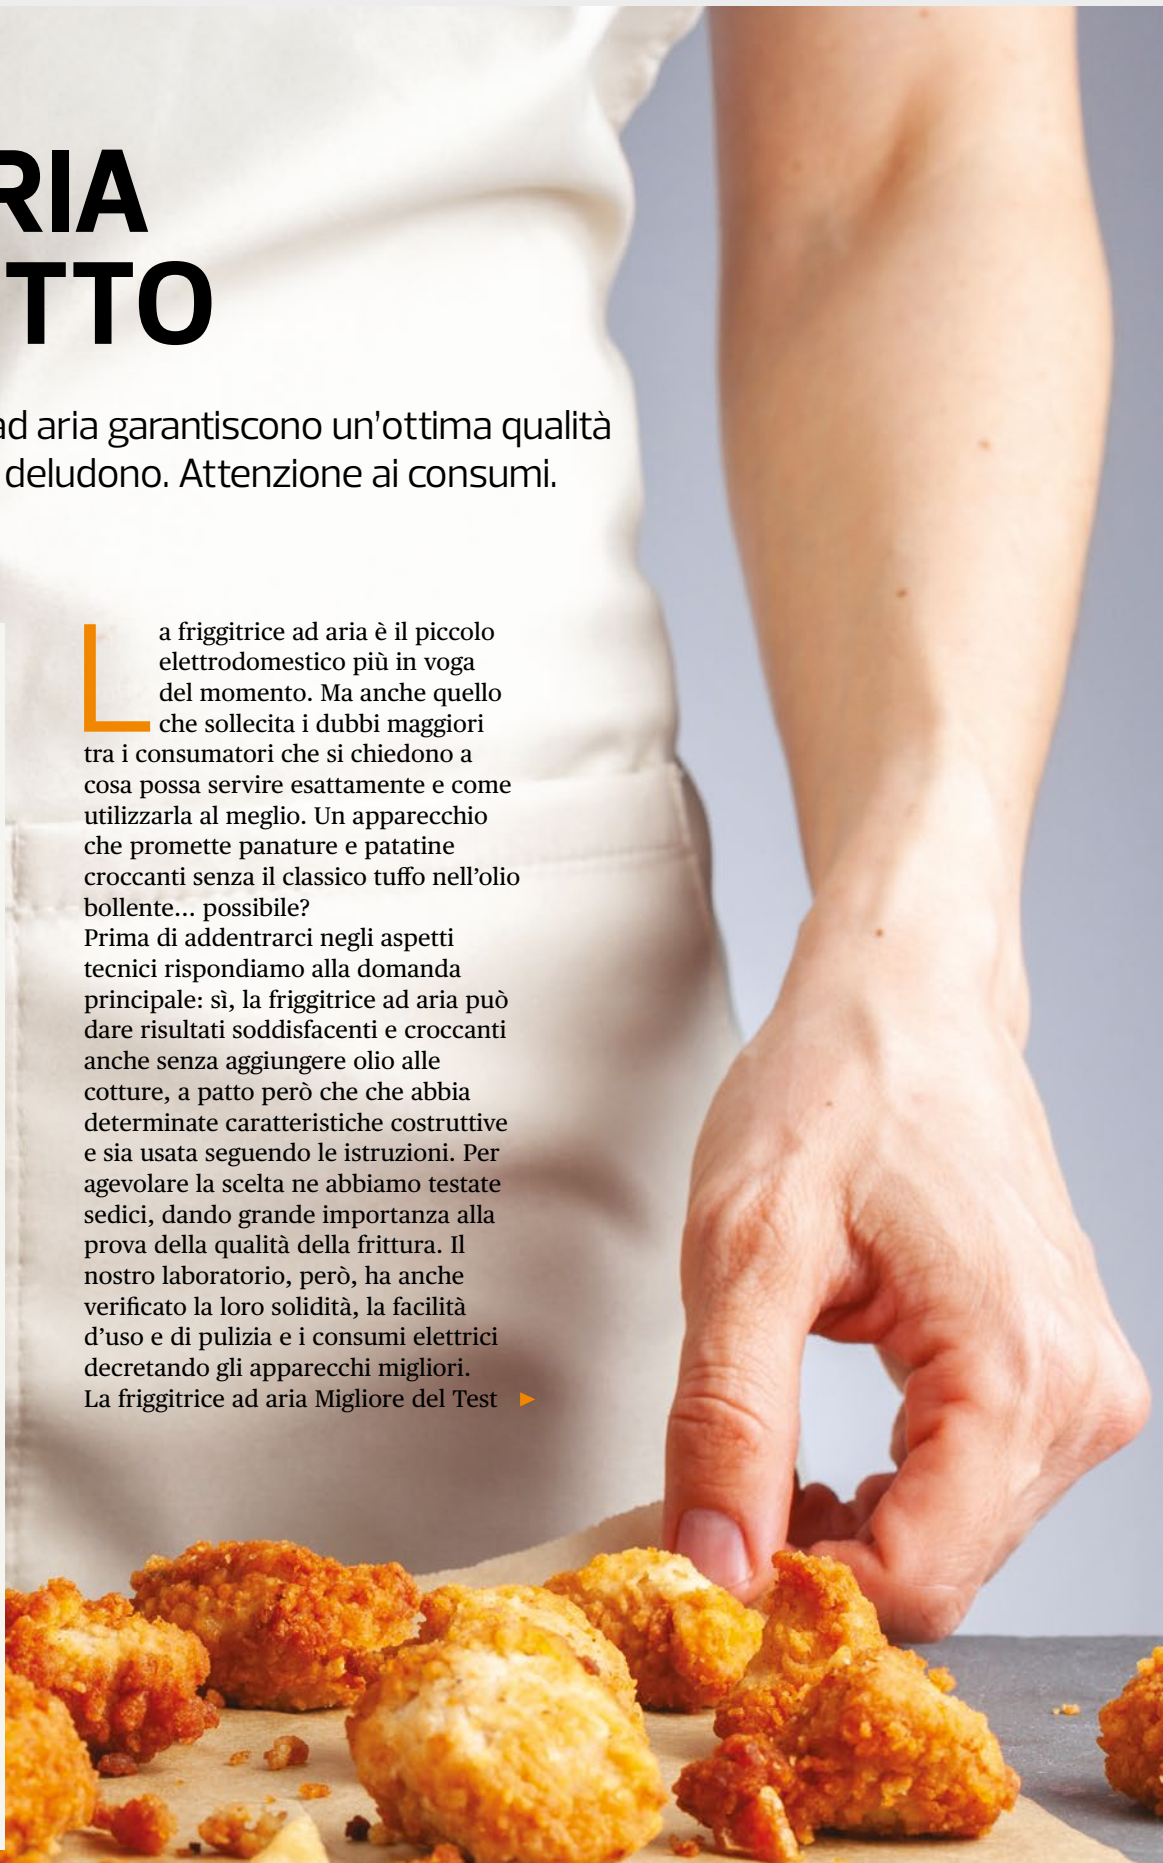 RIA
TTO
ad aria garantiscono un'ottima qualità
deludono. Attenzione ai consumi.
La friggitrice ad aria è il piccolo
elettrodomestico più in voga
del momento. Ma anche quello
che sollecita i dubbi maggiori
tra i consumatori che si chiedono a
cosa possa servire esattamente e come
utilizzarla al meglio. Un apparecchio
che promette panature e patatine
croccanti senza il classico tuffo nell'olio
bollente... possibile?
Prima di addentrarci negli aspetti
tecnici rispondiamo alla domanda
principale: sì, la friggitrice ad aria può
dare risultati soddisfacenti e croccanti
anche senza aggiungere olio alle
cotture, a patto però che che abbia
determinate caratteristiche costruttive
e sia usata seguendo le istruzioni. Per
agevolare la scelta ne abbiamo testate
sedici, dando grande importanza alla
prova della qualità della frittura. Il
nostro laboratorio, però, ha anche
verificato la loro solidità, la facilità
d'uso e di pulizia e i consumi elettrici
decretando gli apparecchi migliori.
La friggitrice ad aria Migliore del Test